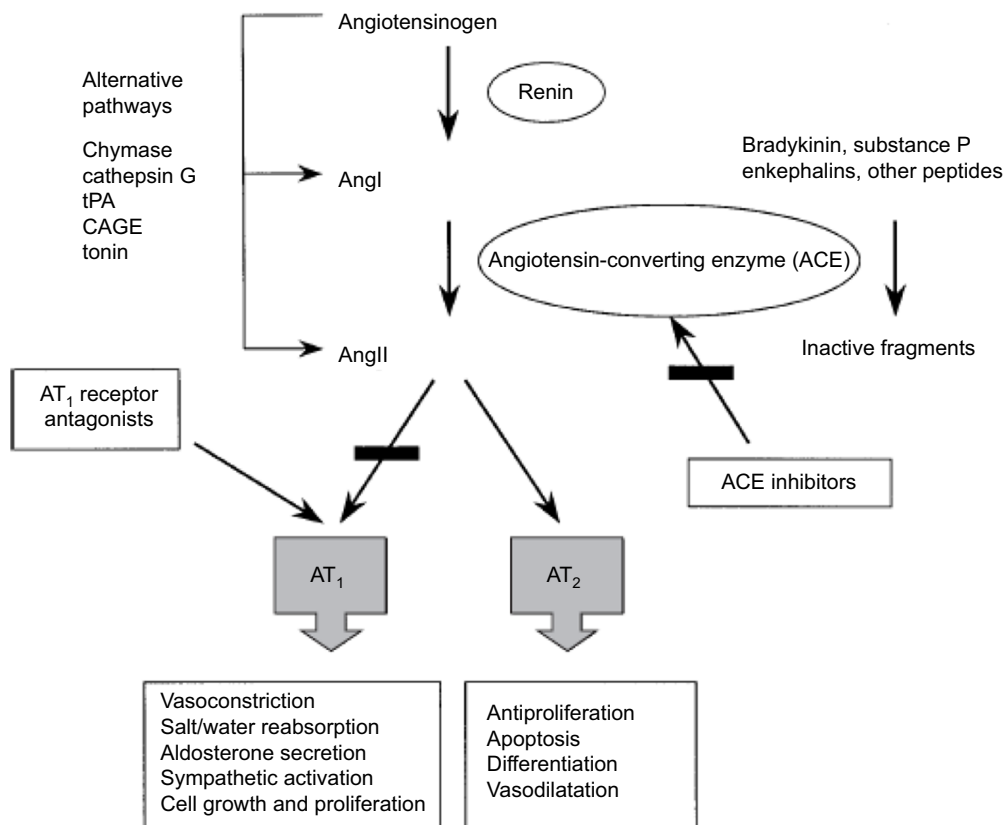 Angiotensinogen
Alternative
pathways
Renin
Chymase
cathepsin G
tPA
CAGE
tonin
AngI
Bradykinin, substance P
enkephalins, other peptides
Angiotensin-converting enzyme (ACE)
AngII
Inactive fragments
AT₁ receptor
antagonists
ACE inhibitors
AT₁
AT₂
Vasoconstriction
Salt/water reabsorption
Aldosterone secretion
Sympathetic activation
Cell growth and proliferation
Antiproliferation
Apoptosis
Differentiation
Vasodilatation